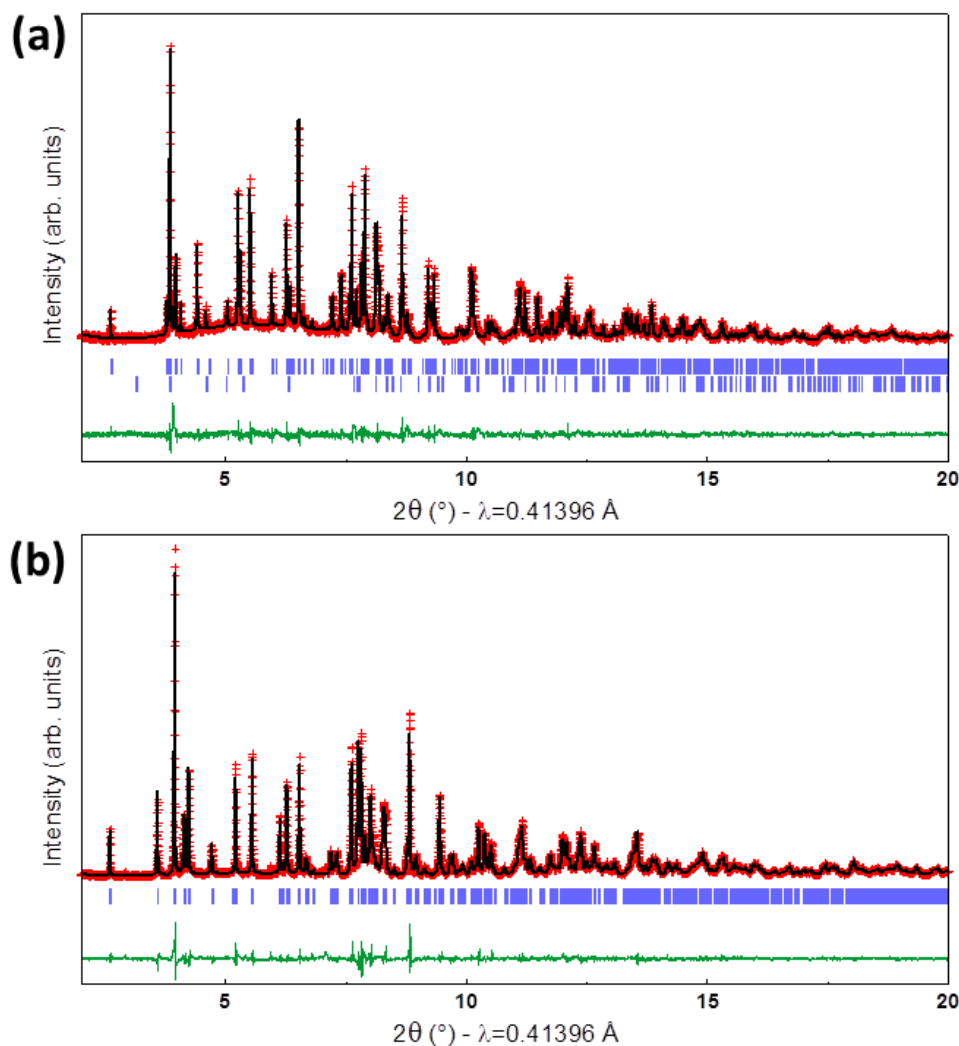 (a)
Intensity (arb. units)
5 10 15 20
2θ (°) - λ=0.41396 Å
(b)
Intensity (arb. units)
5 10 15 20
2θ (°) - λ=0.41396 Å